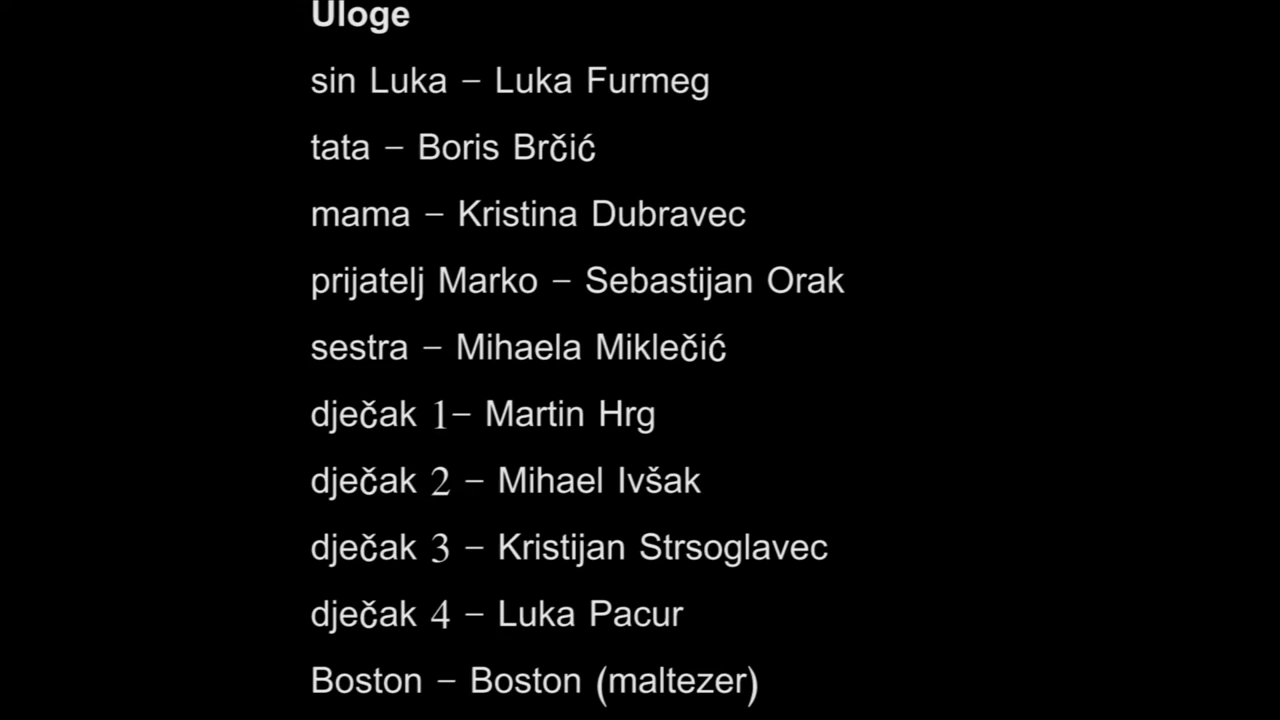 Uloge
sin Luka – Luka Furmeg
tata – Boris Brčić
mama – Kristina Dubravec
prijatelj Marko – Sebastijan Orak
sestra – Mihaela Miklečić
dječak 1– Martin Hrg
dječak 2 – Mihael Ivšak
dječak 3 – Kristijan Strsoglavec
dječak 4 – Luka Pacur
Boston – Boston (maltezer)